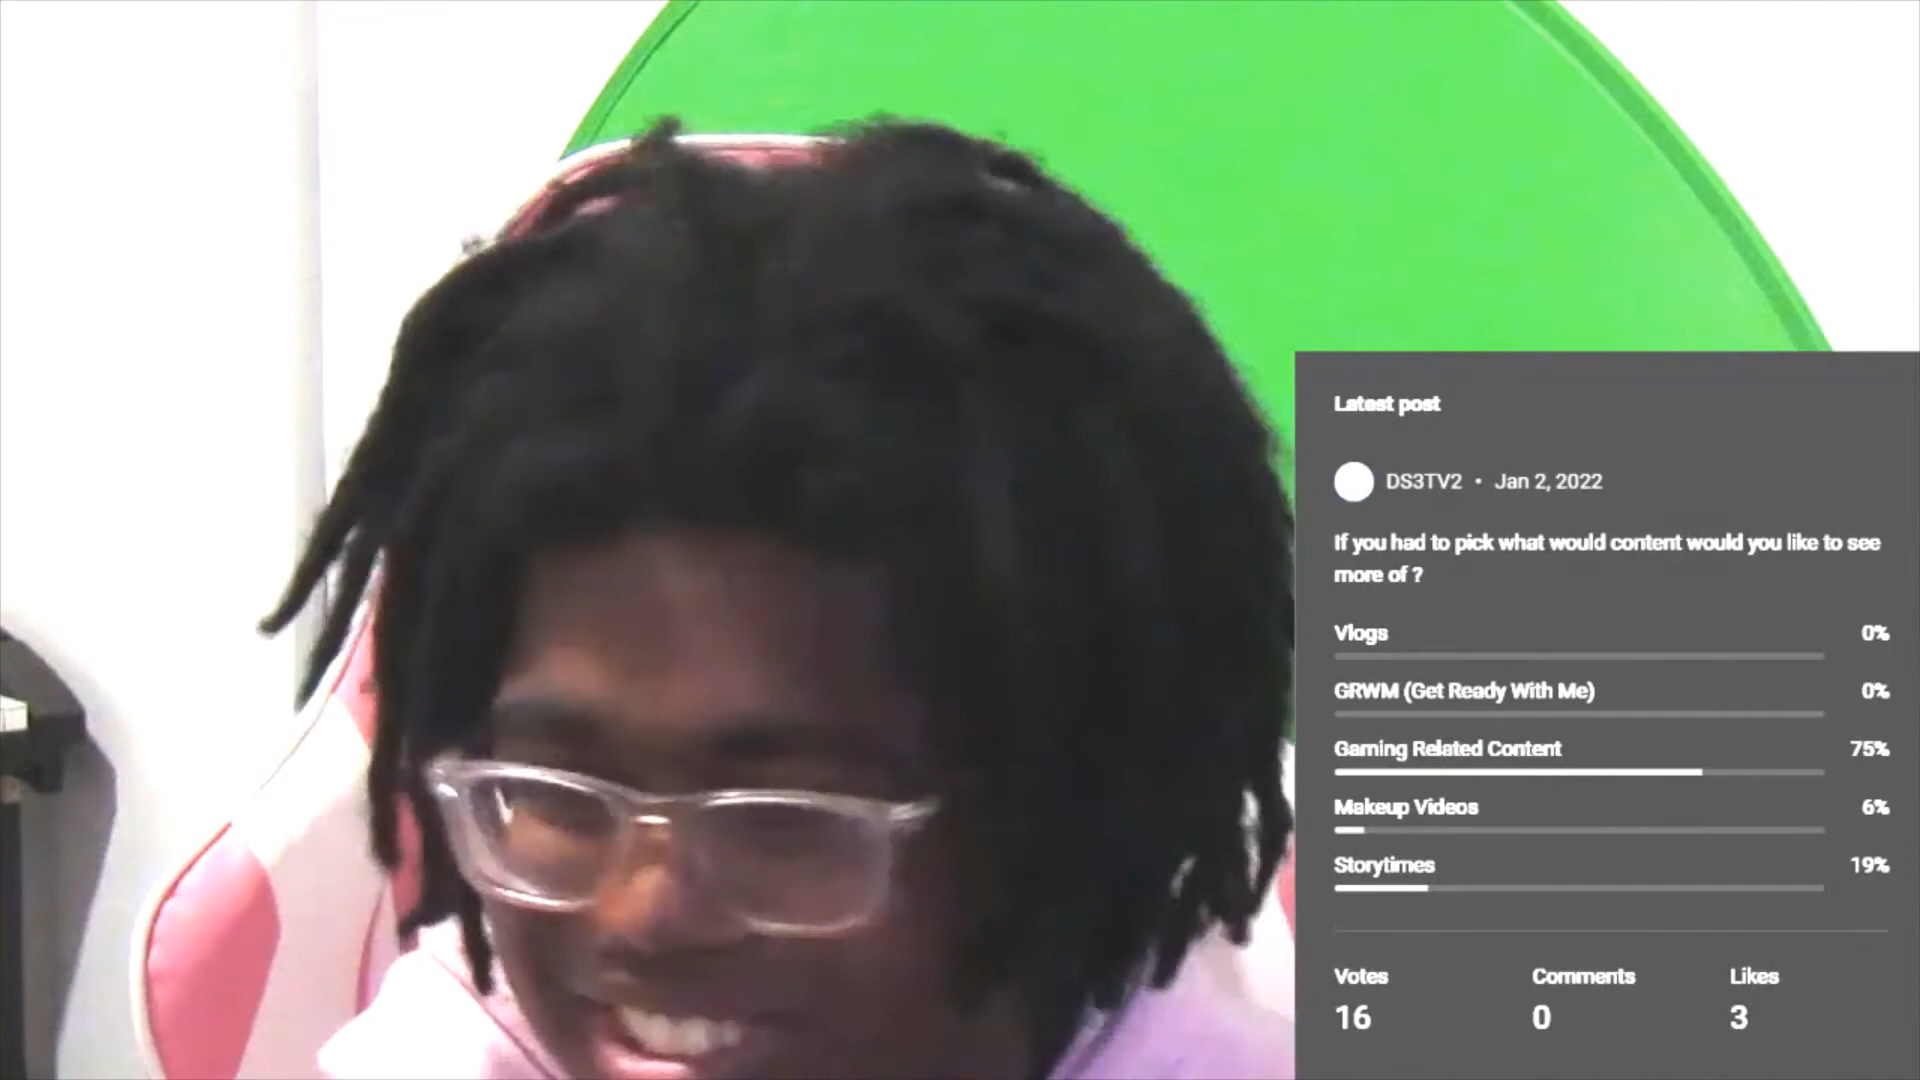 Latest post
DS3TV2 • Jan 2, 2022
If you had to pick what would content would you like to see
more of ?
Vlogs 0%
GRWM (Get Ready With Me) 0%
Gaming Related Content 75%
Makeup Videos 6%
Storytimes 19%
Votes Comments Likes
16 0 3